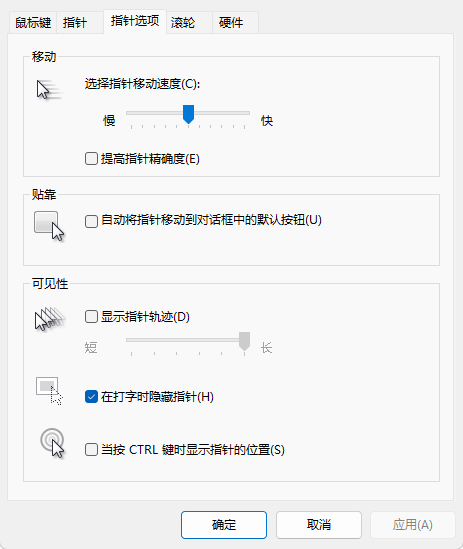 鼠标键 指针 指针选项 滚轮 硬件
移动
选择指针移动速度(C):
慢 快
提高指针精确度(E)
贴靠
自动将指针移动到对话框中的默认按钮(U)
可见性
显示指针轨迹(D)
短 长
在打字时隐藏指针(H)
当按 CTRL 键时显示指针的位置(S)
确定 取消 应用(A)